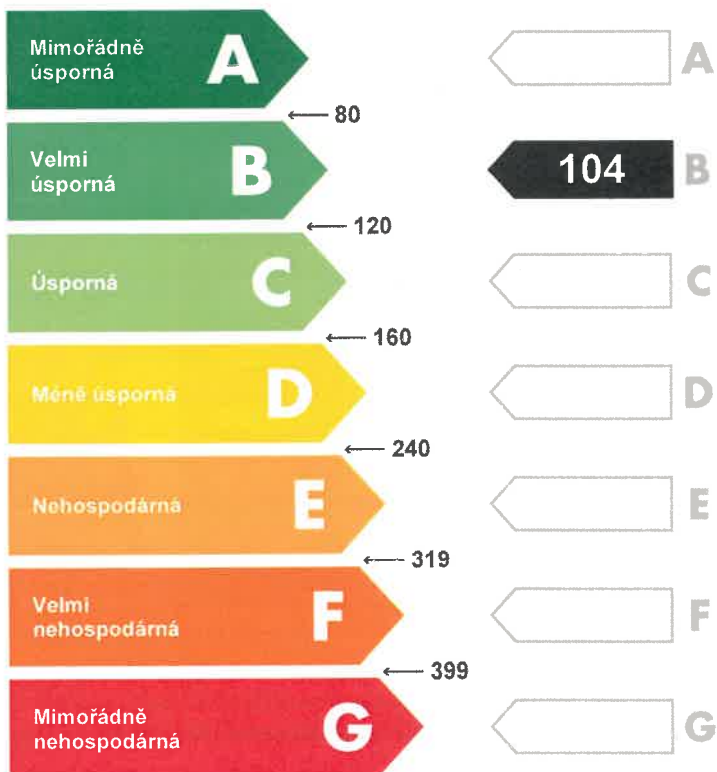 Mimořádně
úsporná
A
A
← 80
Velmi
úsporná
B
104
B
← 120
Úsporná
C
C
← 160
Méně úsporná
D
D
← 240
Nehospodárná
E
E
← 319
Velmi
nehospodárná
F
F
← 399
Mimořádně
nehospodárná
G
G